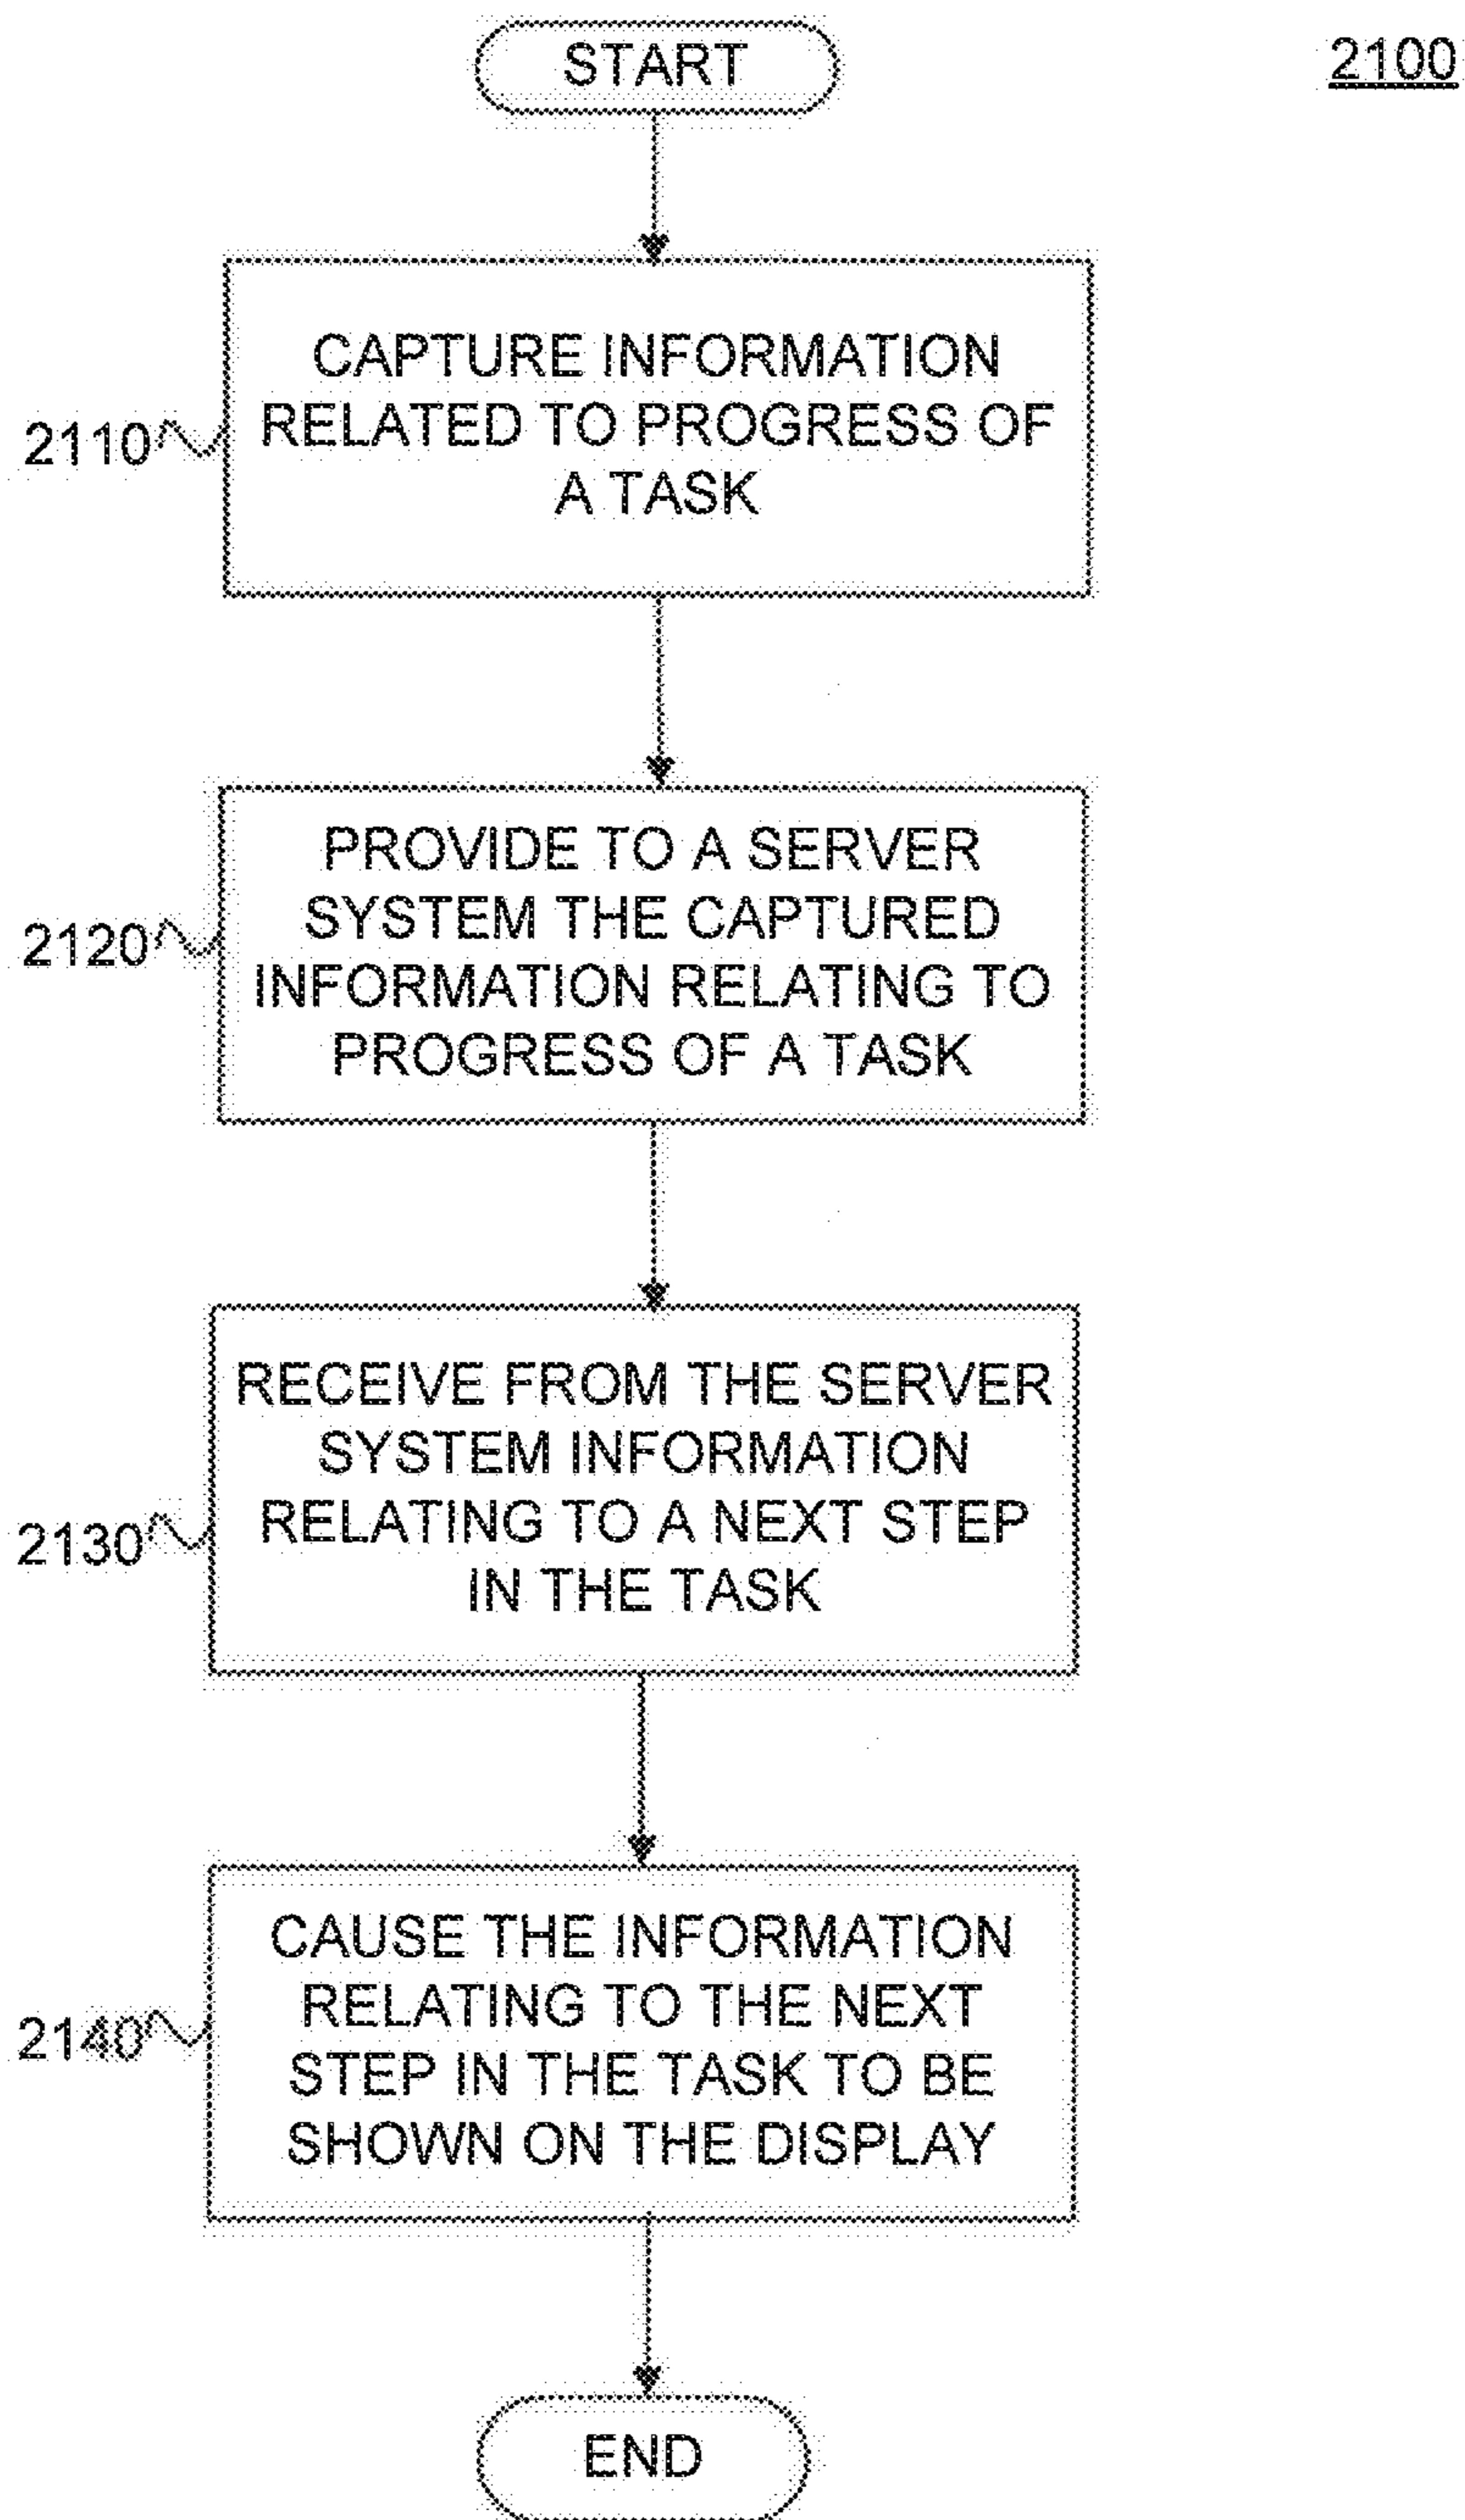 START
2100
CAPTURE INFORMATION
RELATED TO PROGRESS OF
A TASK
2110
PROVIDE TO A SERVER
SYSTEM THE CAPTURED
INFORMATION RELATING TO
PROGRESS OF A TASK
2120
RECEIVE FROM THE SERVER
SYSTEM INFORMATION
RELATING TO A NEXT STEP
IN THE TASK
2130
CAUSE THE INFORMATION
RELATING TO THE NEXT
STEP IN THE TASK TO BE
SHOWN ON THE DISPLAY
2140
END